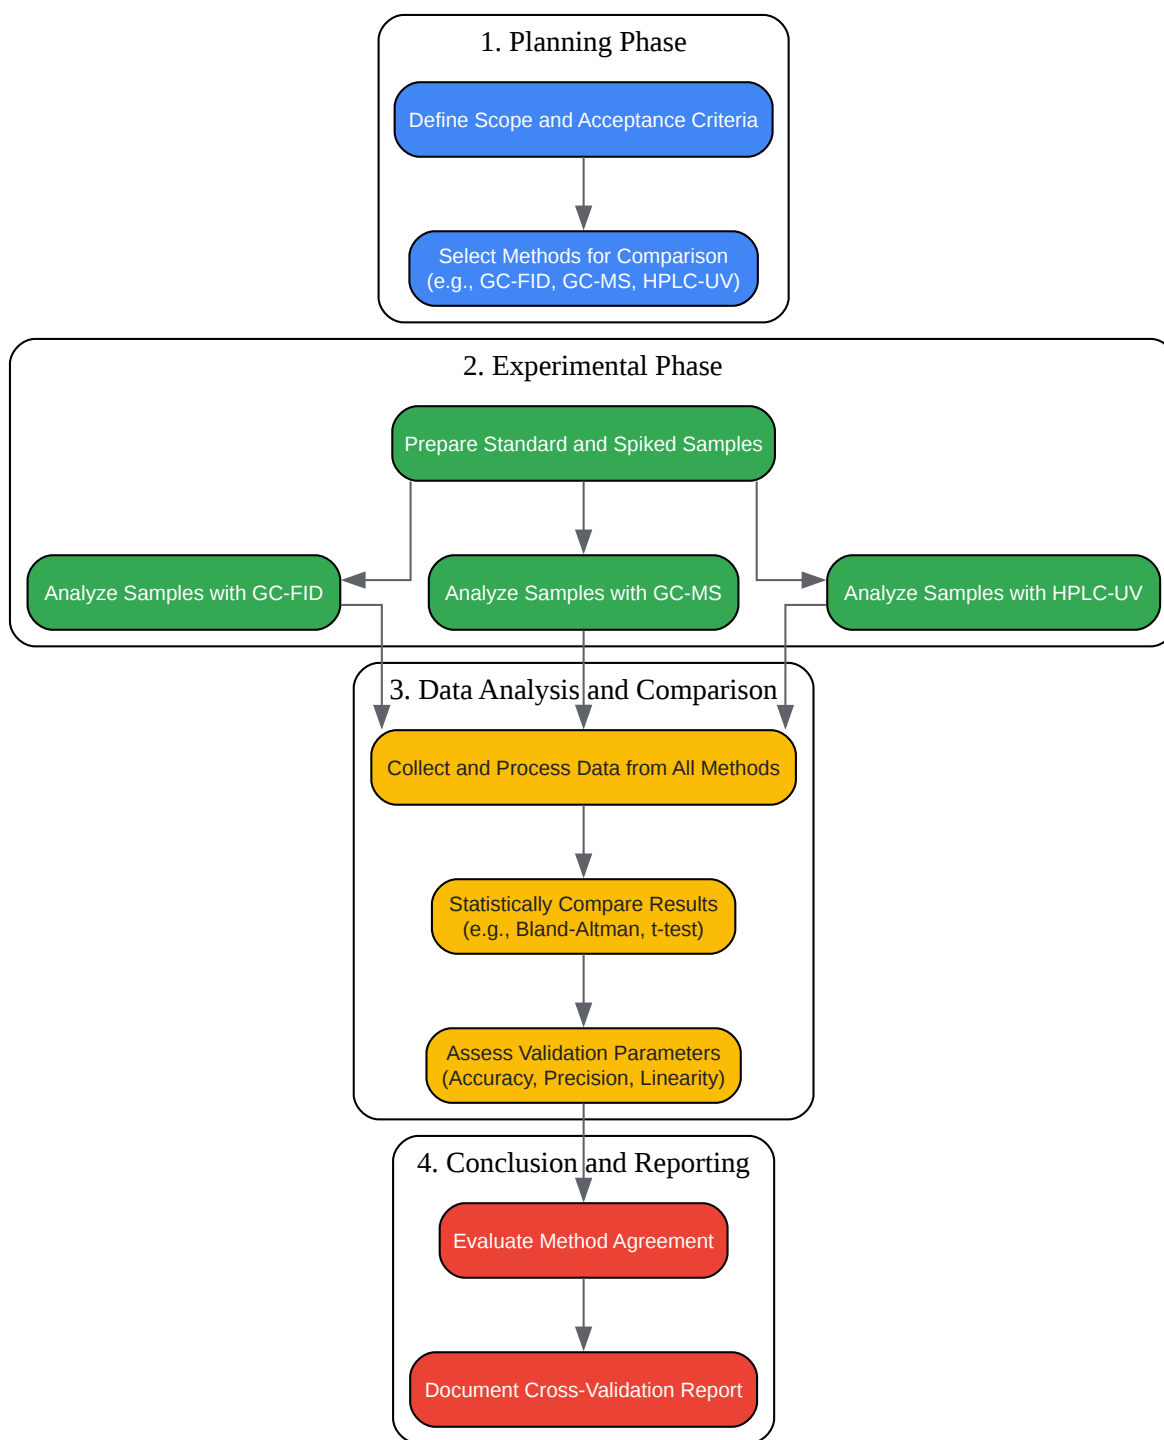 1. Planning Phase
Define Scope and Acceptance Criteria
Select Methods for Comparison
(e.g., GC-FID, GC-MS, HPLC-UV)
2. Experimental Phase
Prepare Standard and Spiked Samples
Analyze Samples with GC-FID
Analyze Samples with GC-MS
Analyze Samples with HPLC-UV
3. Data Analysis and Comparison
Collect and Process Data from All Methods
Statistically Compare Results
(e.g., Bland-Altman, t-test)
Assess Validation Parameters
(Accuracy, Precision, Linearity)
4. Conclusion and Reporting
Evaluate Method Agreement
Document Cross-Validation Report